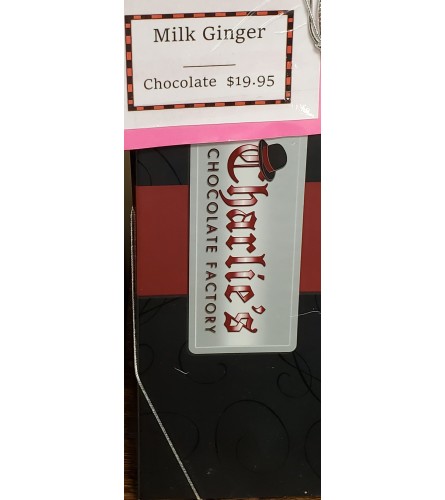 Milk Ginger
Chocolate $19.95
Charlie's
CHOCOLATE FACTORY